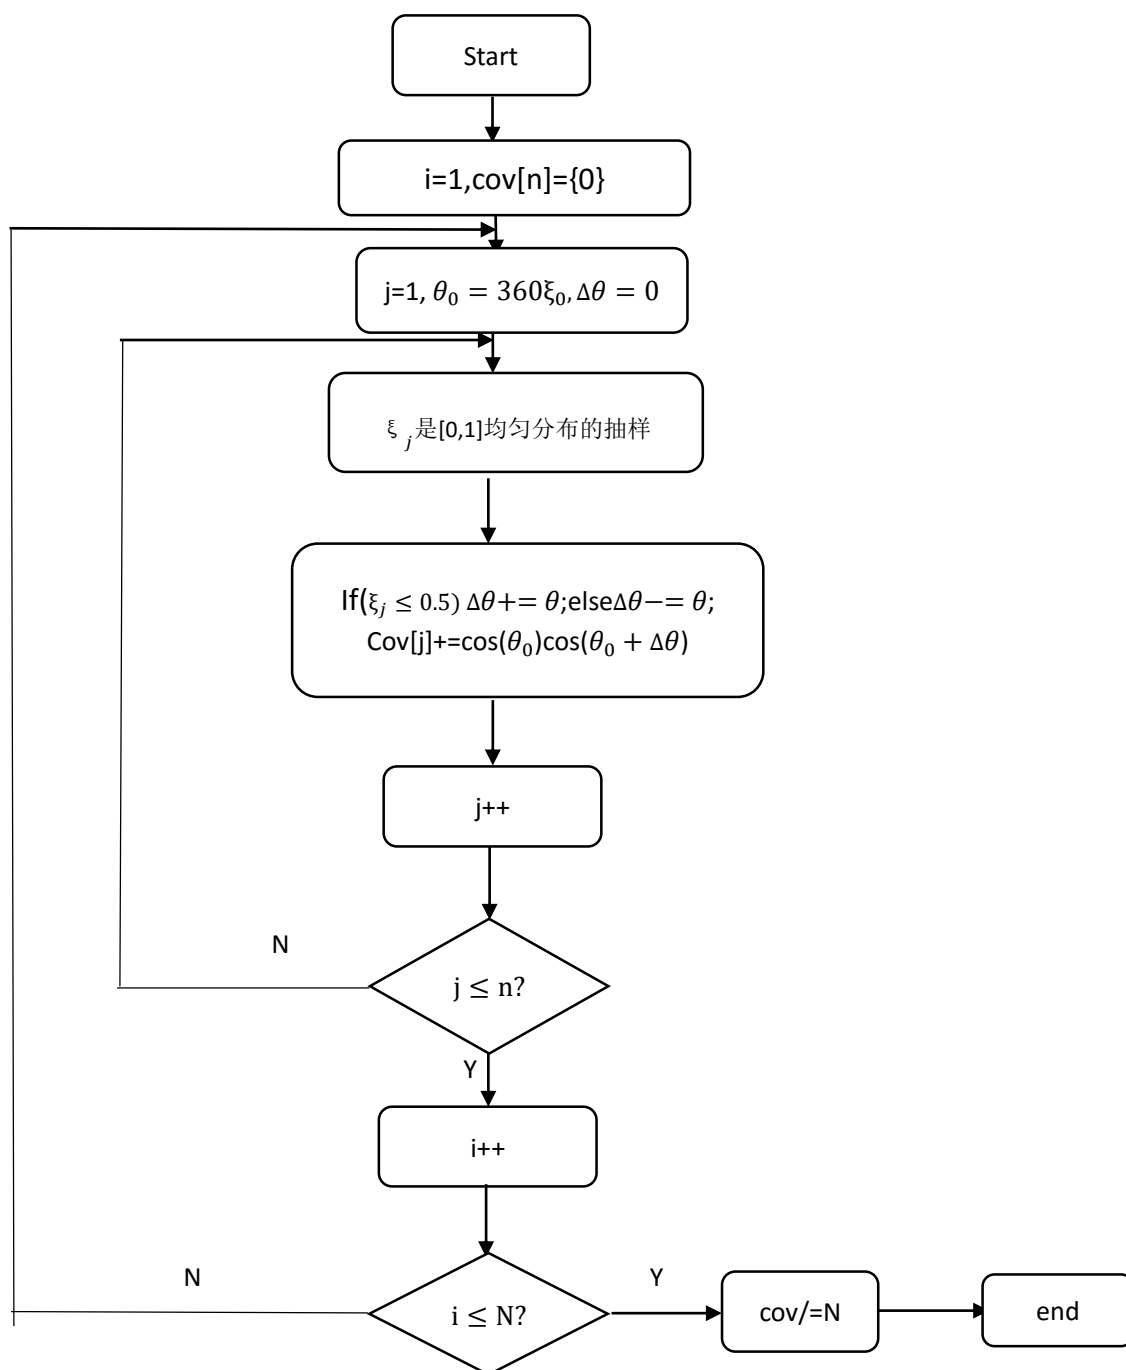 Start
i=1,cov[n]={0}
j=1, θ₀ = 360ξ₀, Δθ = 0
ξⱼ是[0,1]均匀分布的抽样
If(ξⱼ ≤ 0.5) Δθ+= θ;elseΔθ−= θ;
Cov[j]+=cos(θ₀)cos(θ₀ + Δθ)
j++
N
j ≤ n?
Y
i++
N
Y
i ≤ N?
cov/=N
end